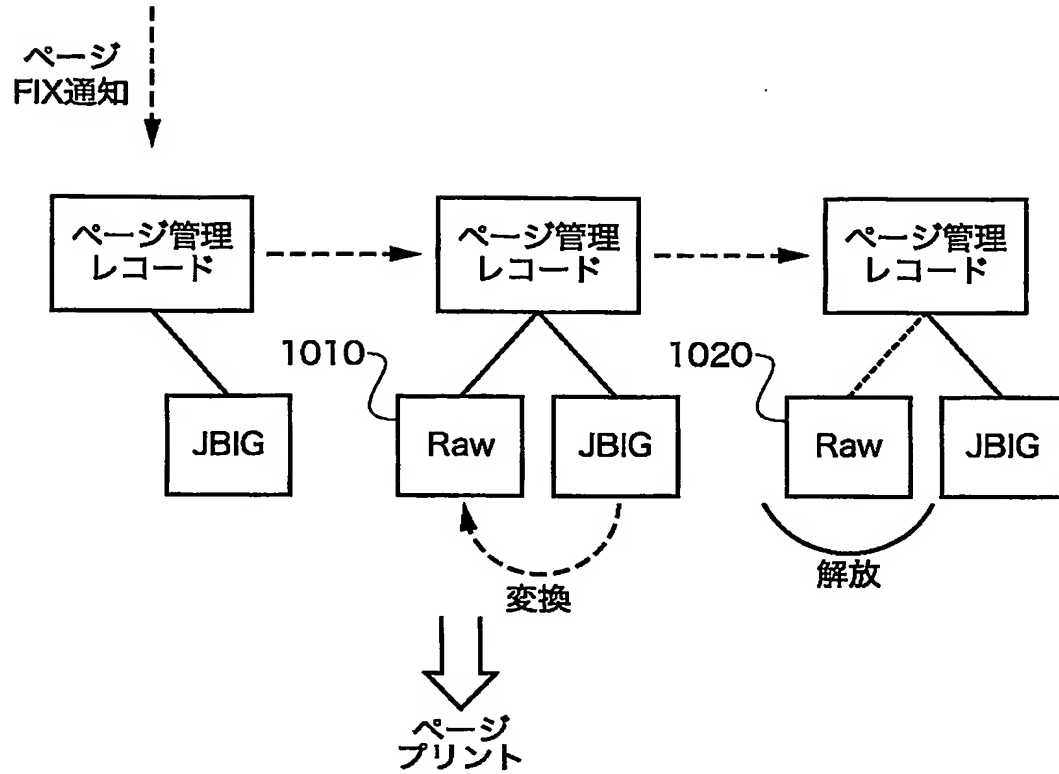 ページ
FIX通知
ページ管理
レコード
ページ管理
レコード
ページ管理
レコード
1010
1020
JBIG
Raw
JBIG
Raw
JBIG
変換
解放
ページ
プリント